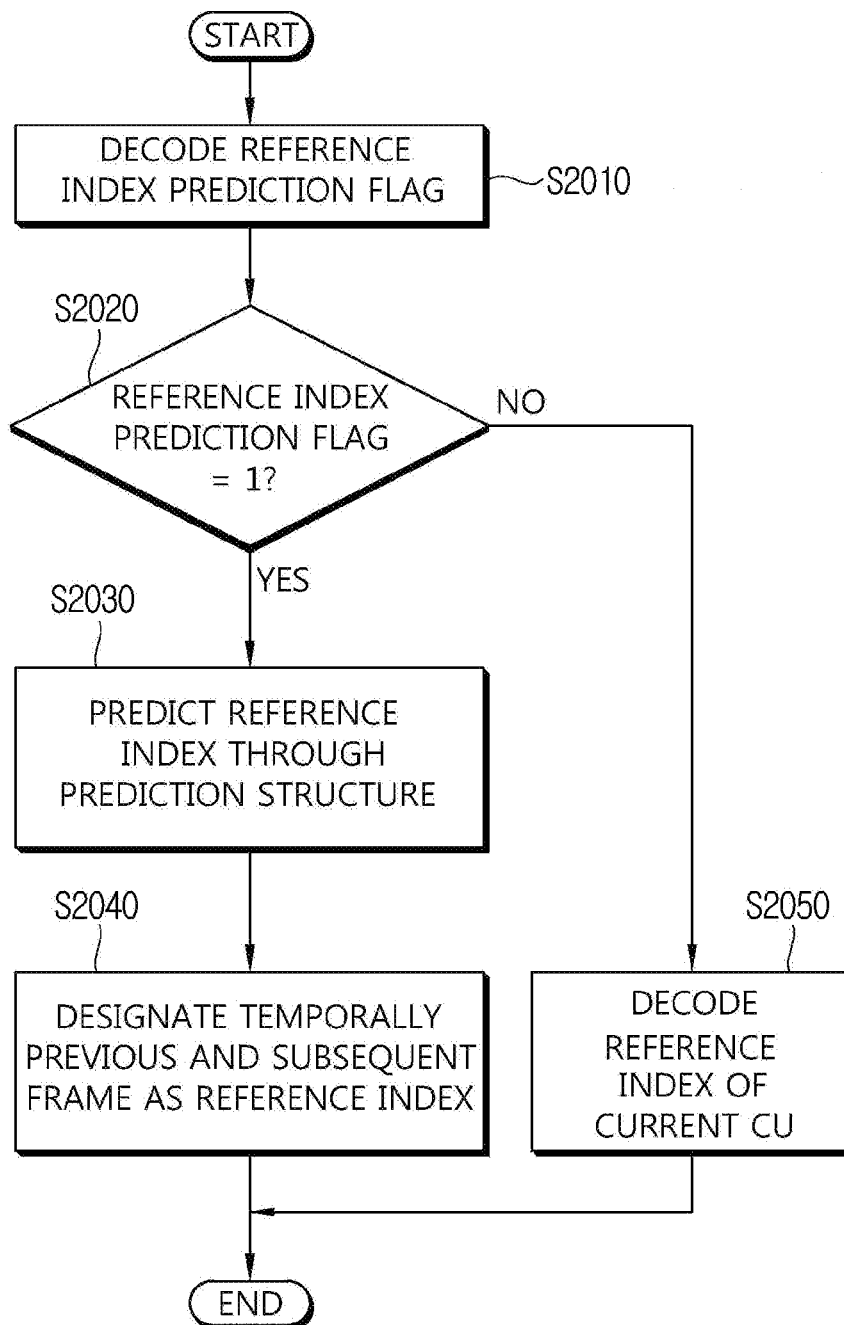 START
DECODE REFERENCE
INDEX PREDICTION FLAG
S2010
S2020
REFERENCE INDEX
PREDICTION FLAG
= 1?
NO
YES
S2030
PREDICT REFERENCE
INDEX THROUGH
PREDICTION STRUCTURE
S2040
DESIGNATE TEMPORALLY
PREVIOUS AND SUBSEQUENT
FRAME AS REFERENCE INDEX
S2050
DECODE
REFERENCE
INDEX OF
CURRENT CU
END